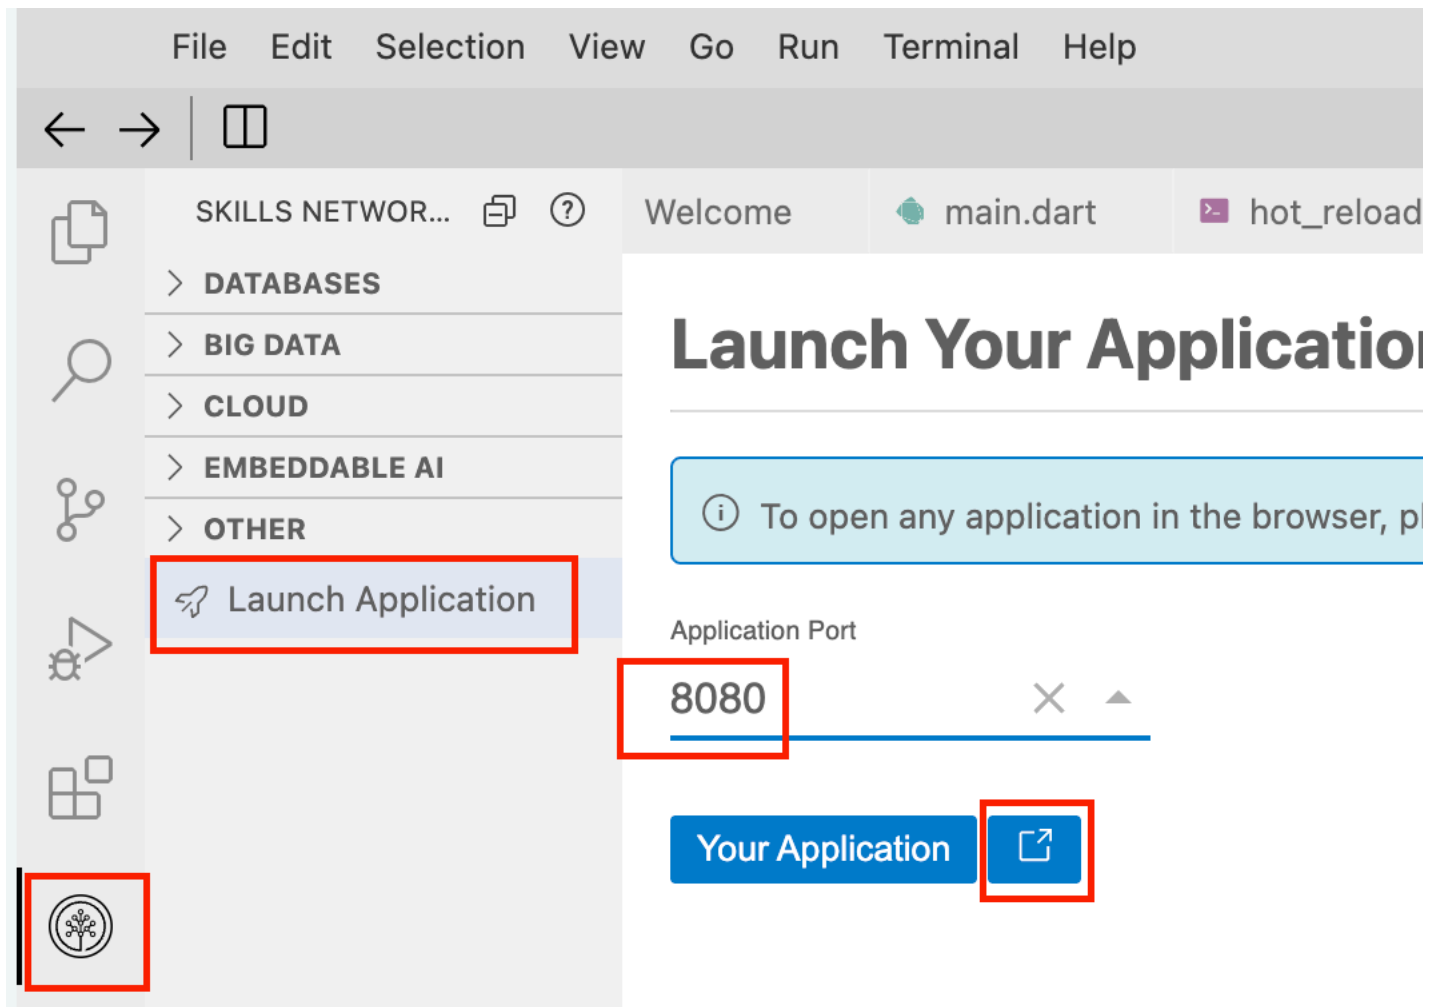 File Edit Selection View Go Run Terminal Help
SKILLS NETWOR...
Welcome main.dart hot_reload
DATABASES
BIG DATA
CLOUD
EMBEDDABLE AI
OTHER
Launch Application
Launch Your Application
To open any application in the browser, pl
Application Port
8080
Your Application